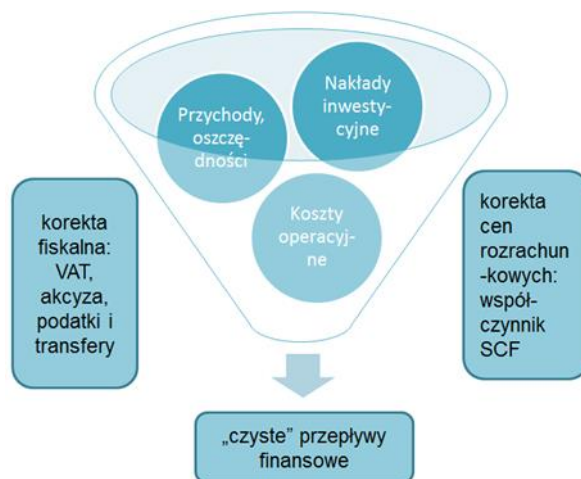 Przychody,
oszczę-
dności
Nakłady
inwesty-
cyjne
Koszty
operacyj-
ne
korekta
fiskalna:
VAT,
akcyza,
podatki i
transfery
korekta
cen
rozrachun
-kowych:
współ-
czynnik
SCF
„czyste” przepływy
finansowe